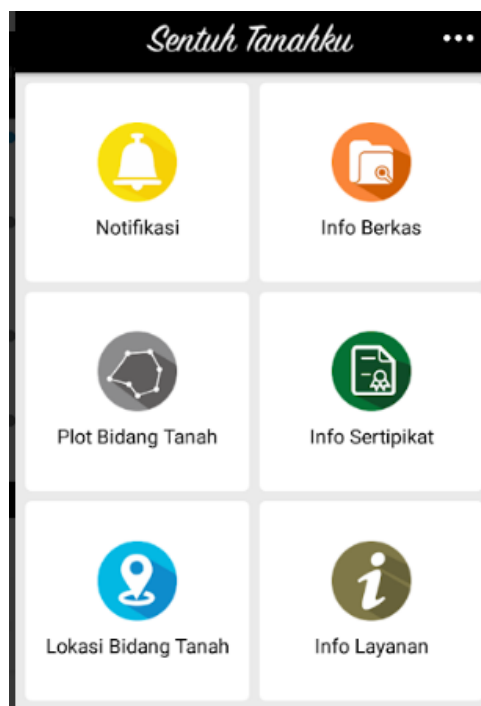 Sentuh Tanahku
Notifikasi
Info Berkas
Plot Bidang Tanah
Info Sertipikat
Lokasi Bidang Tanah
Info Layanan